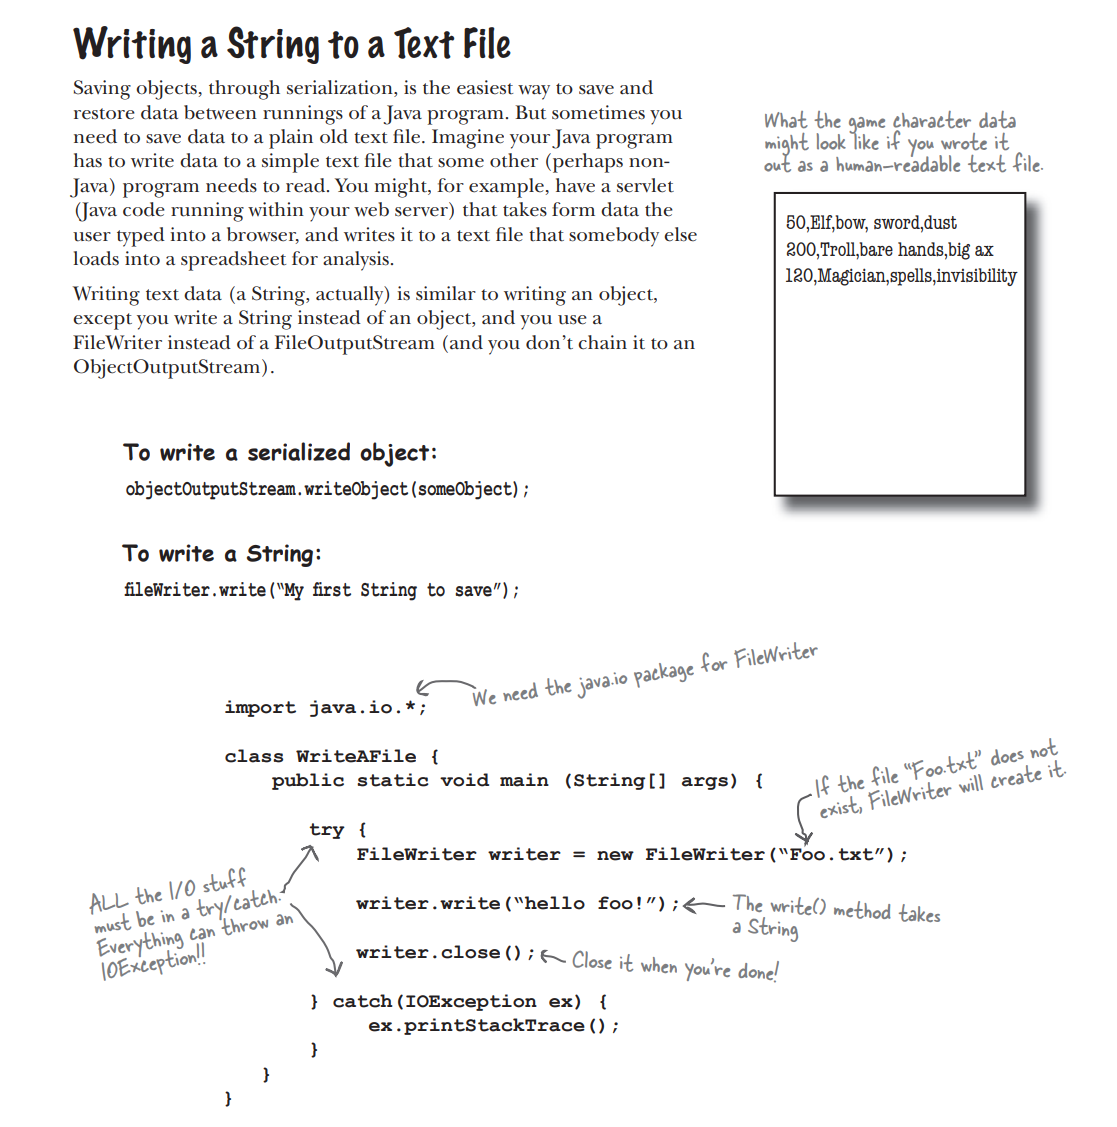 Writing a String to a Text File
Saving objects, through serialization, is the easiest way to save and
restore data between runnings of a Java program. But sometimes you
need to save data to a plain old text file. Imagine your Java program
has to write data to a simple text file that some other (perhaps non-
Java) program needs to read. You might, for example, have a servlet
(Java code running within your web server) that takes form data the
user typed into a browser, and writes it to a text file that somebody else
loads into a spreadsheet for analysis.
Writing text data (a String, actually) is similar to writing an object,
except you write a String instead of an object, and you use a
FileWriter instead of a FileOutputStream (and you don’t chain it to an
ObjectOutputStream).
What the game character data
might look like if you wrote it
out as a human-readable text file.
50,Elf,bow, sword,dust
200,Troll,bare hands,big ax
120,Magician,spells,invisibility
To write a serialized object:
objectOutputStream.writeObject(someObject);
To write a String:
fileWriter.write(“My first String to save”);
We need the java.io package for FileWriter
import java.io.*;
class WriteAFile {
public static void main (String[] args) {
If the file “Foo.txt” does not
exist, FileWriter will create it.
try {
FileWriter writer = new FileWriter(“Foo.txt”);
ALL the I/O stuff
must be in a try/catch.
Everything can throw an
IOException!!
writer.write(“hello foo!”);
The write() method takes
a String
writer.close();
Close it when you’re done!
} catch(IOException ex) {
ex.printStackTrace();
}
}
}